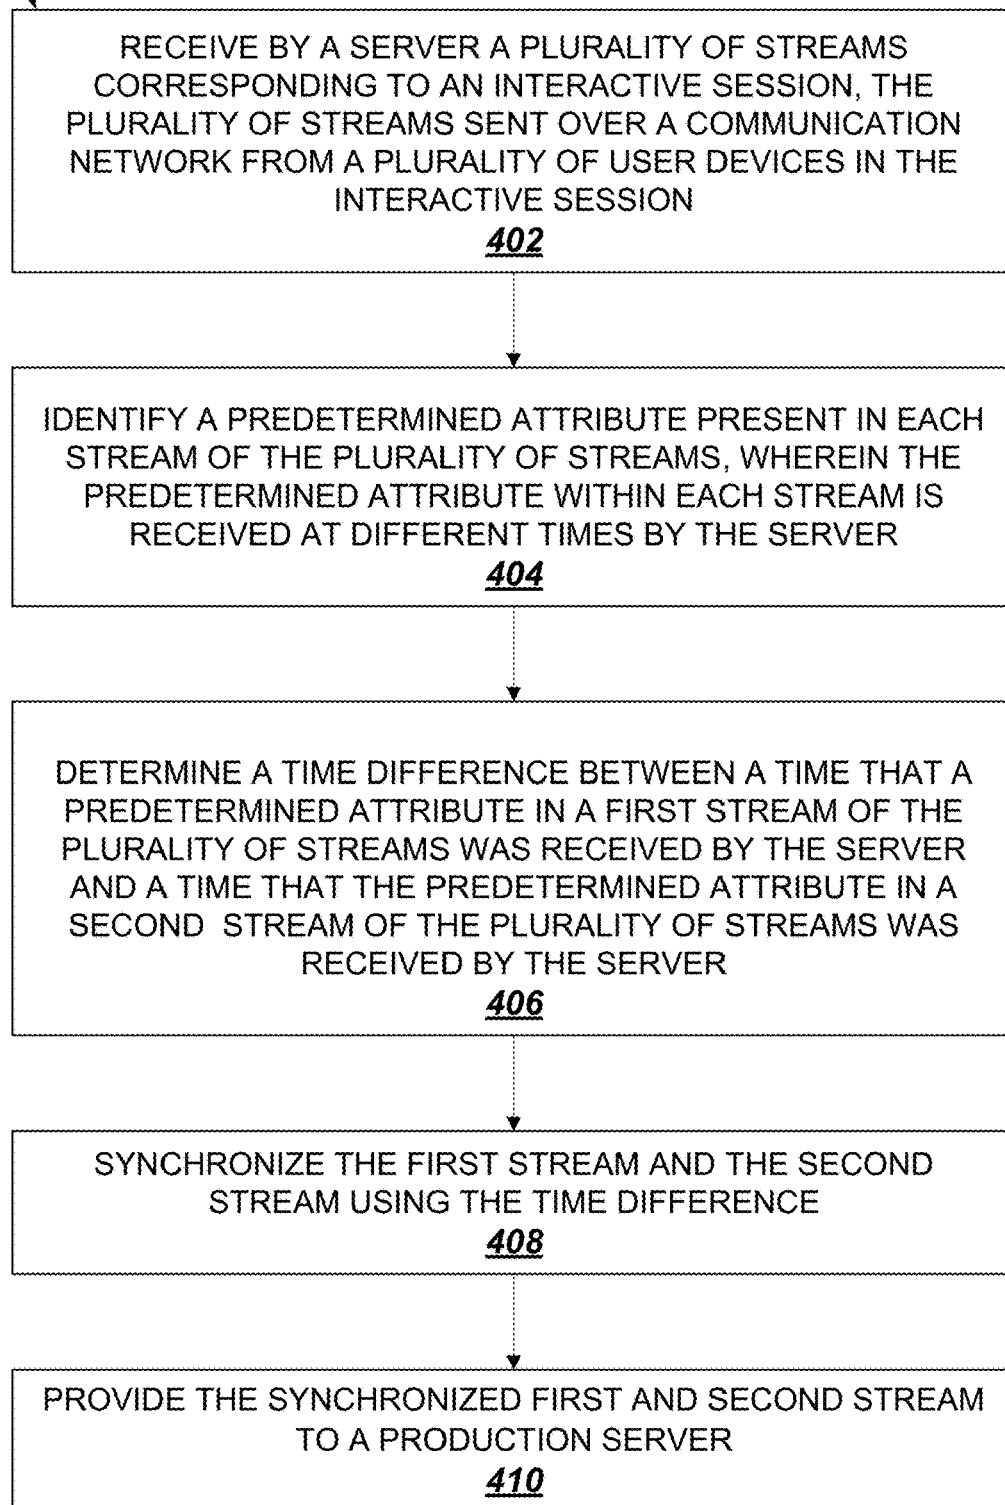 RECEIVE BY A SERVER A PLURALITY OF STREAMS
CORRESPONDING TO AN INTERACTIVE SESSION, THE
PLURALITY OF STREAMS SENT OVER A COMMUNICATION
NETWORK FROM A PLURALITY OF USER DEVICES IN THE
INTERACTIVE SESSION
402
IDENTIFY A PREDETERMINED ATTRIBUTE PRESENT IN EACH
STREAM OF THE PLURALITY OF STREAMS, WHEREIN THE
PREDETERMINED ATTRIBUTE WITHIN EACH STREAM IS
RECEIVED AT DIFFERENT TIMES BY THE SERVER
404
DETERMINE A TIME DIFFERENCE BETWEEN A TIME THAT A
PREDETERMINED ATTRIBUTE IN A FIRST STREAM OF THE
PLURALITY OF STREAMS WAS RECEIVED BY THE SERVER
AND A TIME THAT THE PREDETERMINED ATTRIBUTE IN A
SECOND STREAM OF THE PLURALITY OF STREAMS WAS
RECEIVED BY THE SERVER
406
SYNCHRONIZE THE FIRST STREAM AND THE SECOND
STREAM USING THE TIME DIFFERENCE
408
PROVIDE THE SYNCHRONIZED FIRST AND SECOND STREAM
TO A PRODUCTION SERVER
410